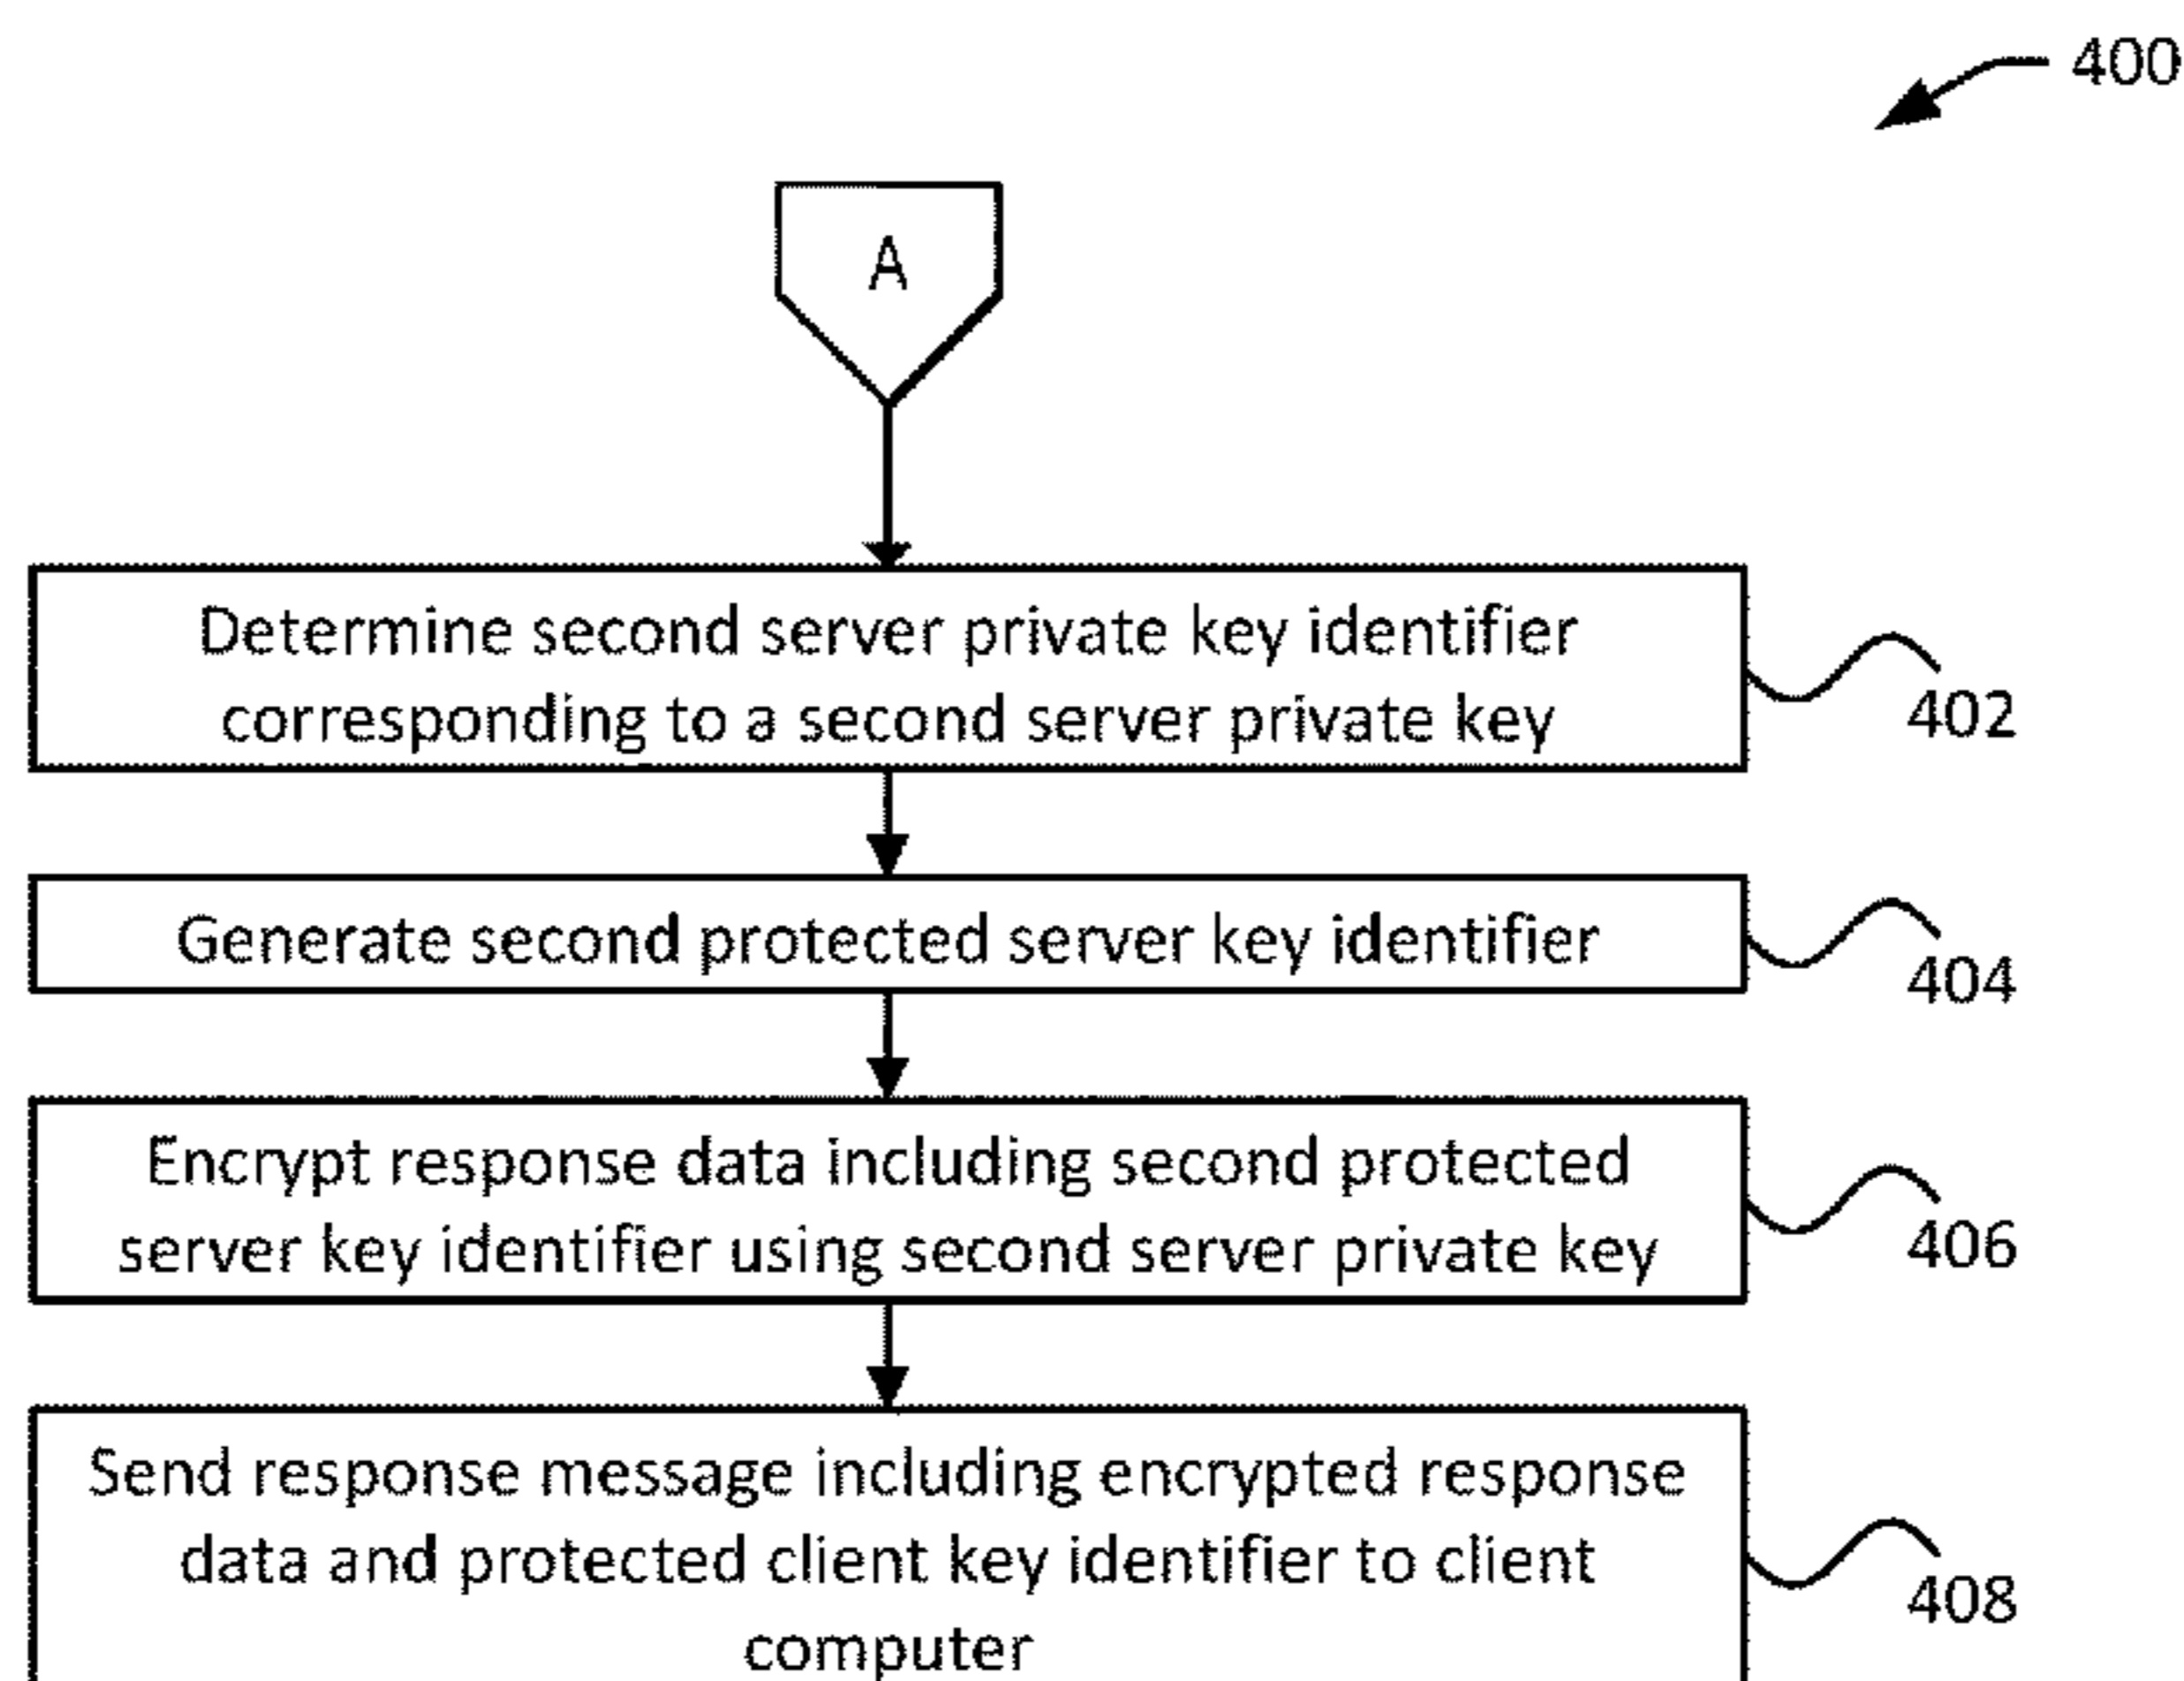 400
A
Determine second server private key identifier
corresponding to a second server private key
402
Generate second protected server key identifier
404
Encrypt response data including second protected
server key identifier using second server private key
406
Send response message including encrypted response
data and protected client key identifier to client
computer
408